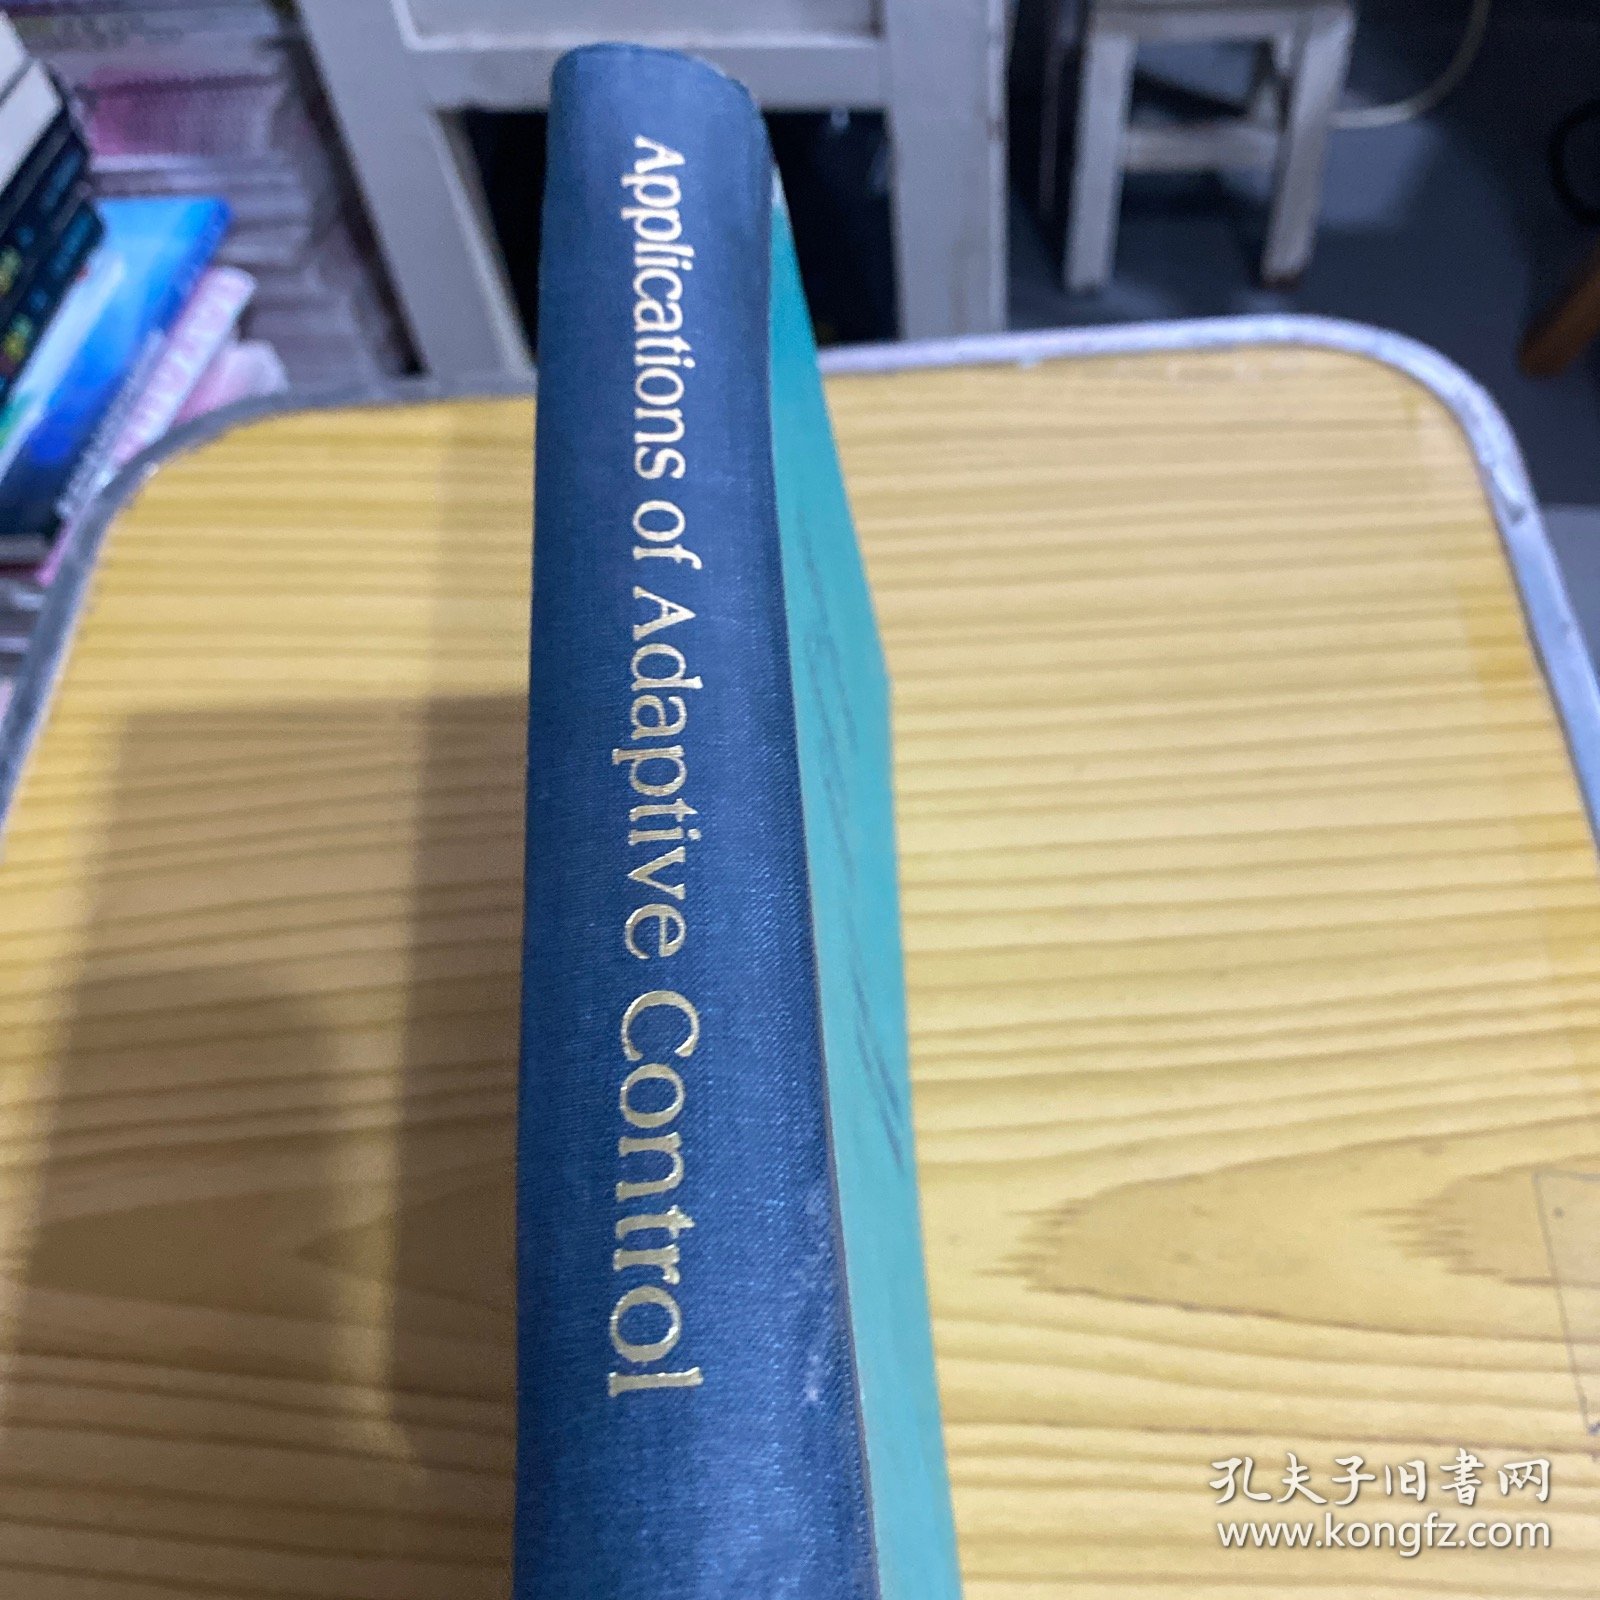 Applications of Adaptive Control
孔夫子旧书网
www.kongfz.com